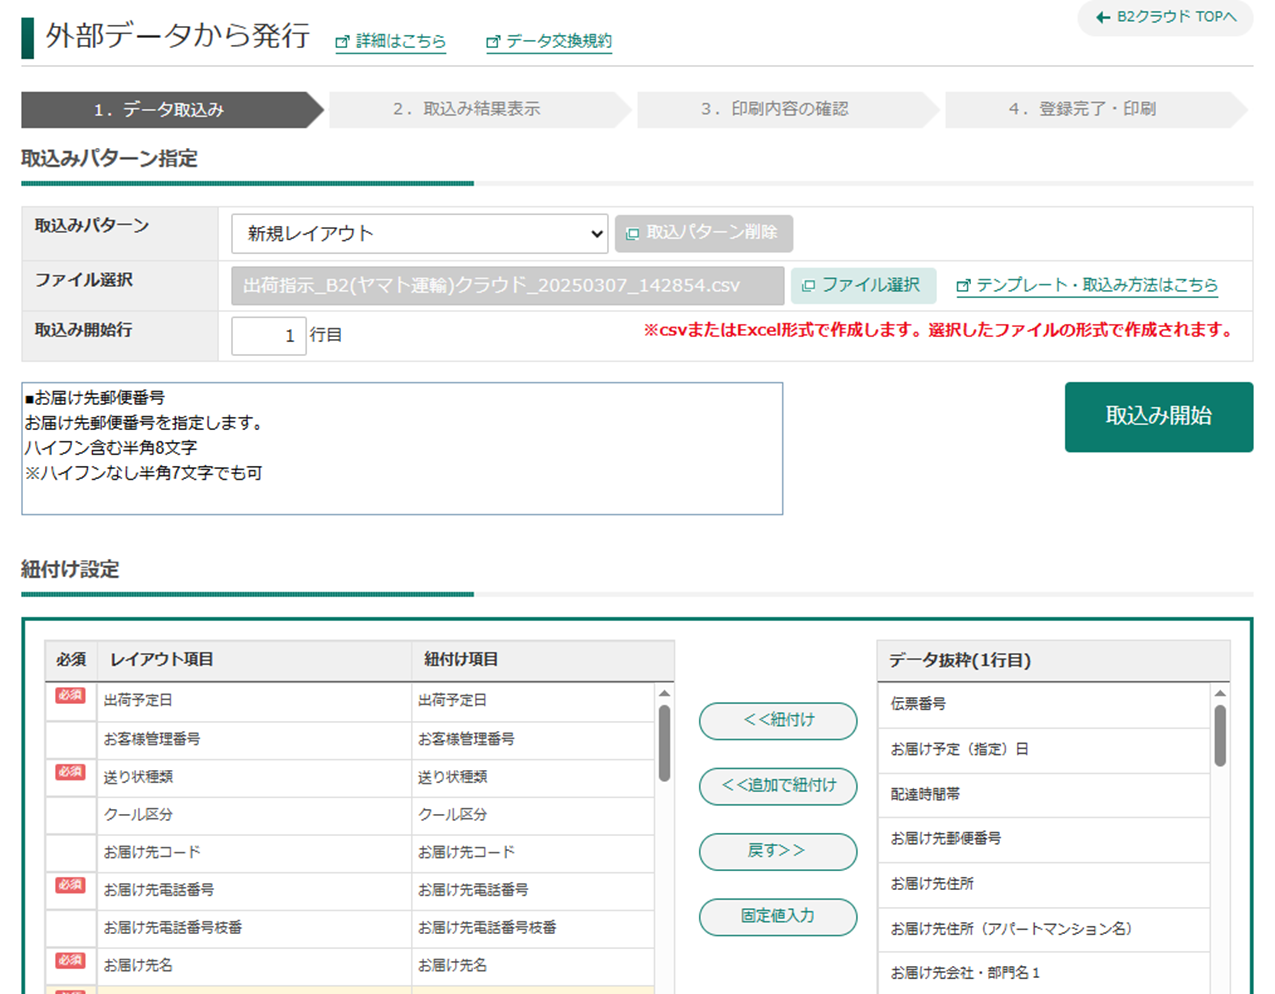 外部データから発行
詳細はこちら
データ交換規約
B2クラウド TOPへ
1. データ取込み
2. 取込み結果表示
3. 印刷内容の確認
4. 登録完了・印刷
取込みパターン指定
取込みパターン
新規レイアウト
取込パターン削除
ファイル選択
出荷指示_B2(ヤマト運輸)クラウド_20250307_142854.csv
ファイル選択
テンプレート・取込み方法はこちら
取込み開始行
1 行目
※csvまたはExcel形式で作成します。選択したファイルの形式で作成されます。
■お届け先郵便番号
お届け先郵便番号を指定します。
ハイフン含む半角8文字
※ハイフンなし半角7文字でも可
取込み開始
紐付け設定
必須 レイアウト項目 紐付け項目
必須 出荷予定日 出荷予定日
お客様管理番号 お客様管理番号
必須 送り状種類 送り状種類
クール区分 クール区分
お届け先コード お届け先コード
必須 お届け先電話番号 お届け先電話番号
お届け先電話番号枝番 お届け先電話番号枝番
必須 お届け先名 お届け先名
<<紐付け
<<追加で紐付け
戻す>>
固定値入力
データ抜粋(1行目)
伝票番号
お届け予定（指定）日
配達時間帯
お届け先郵便番号
お届け先住所
お届け先住所（アパートマンション名）
お届け先会社・部門名１